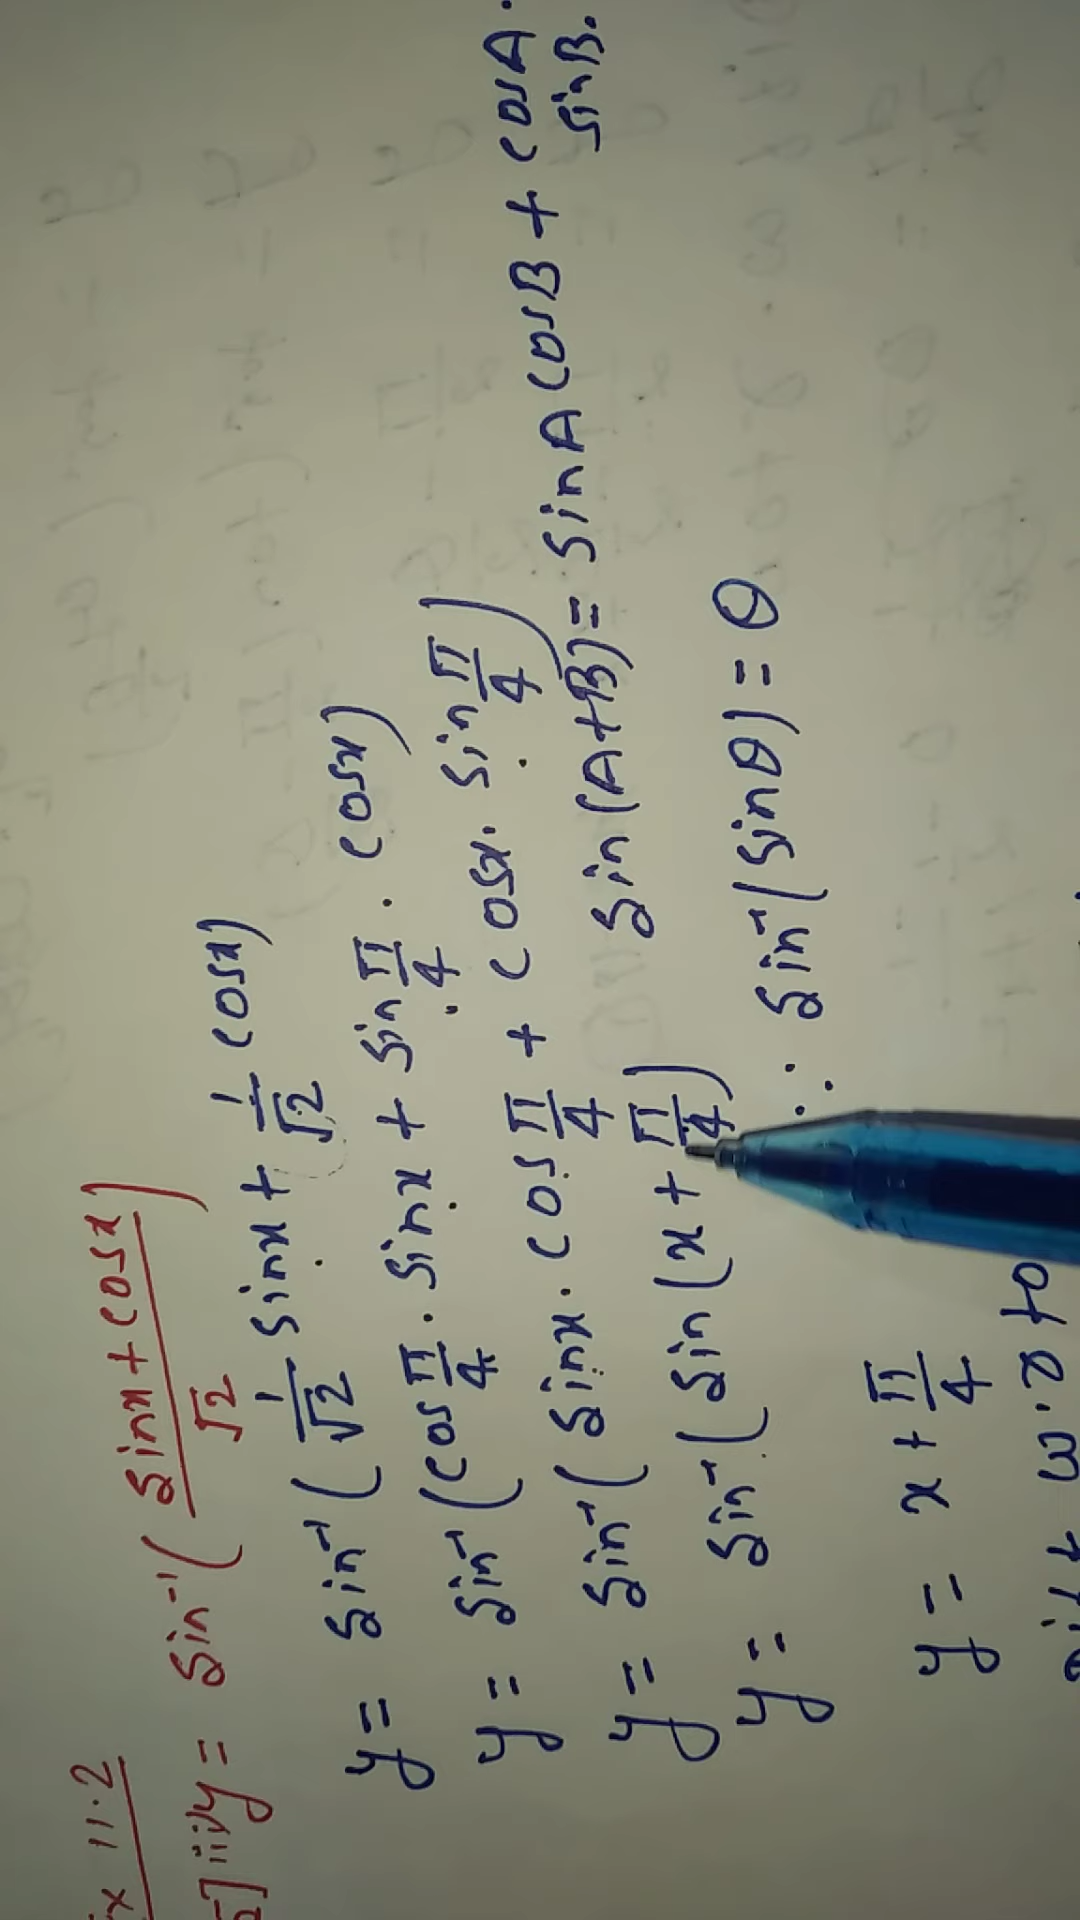 Ex 11.2
5] iii) y = sin⁻¹ ( (sinx + cosx) / √2 )
y = sin⁻¹ ( 1/√2 sinx + 1/√2 cosx )
y = sin⁻¹ ( cos π/4 . sinx + sin π/4 . cosx )
y = sin⁻¹ ( sinx . cos π/4 + cosx . sin π/4 )
sin(A+B) = sinA cosB + cosA . sinB.
y = sin⁻¹ ( sin ( x + π/4 ) )
∵ sin⁻¹(sinθ) = θ
y = x + π/4
w.r to